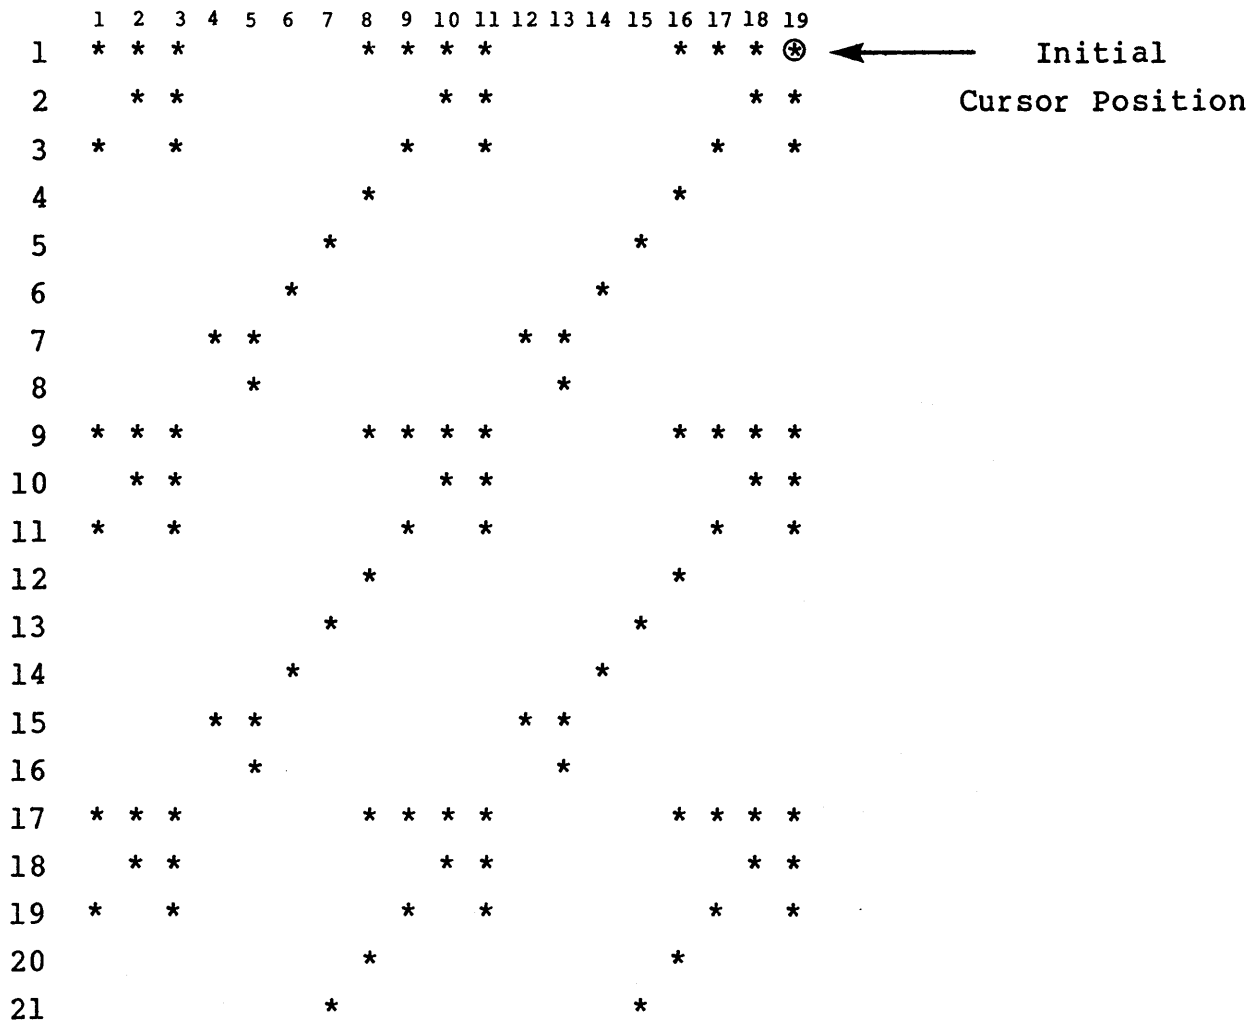 1 2 3 4 5 6 7 8 9 10 11 12 13 14 15 16 17 18 19
1 * * * * * * * * * * * Initial
2 * * * * * * Cursor Position
3 * * * * * *
4 * *
5 * *
6 * *
7 * * * *
8 * *
9 * * * * * * * * * * *
10 * * * * * *
11 * * * * * *
12 * *
13 * *
14 * *
15 * * * *
16 * *
17 * * * * * * * * * * *
18 * * * * * *
19 * * * * * *
20 * *
21 * *